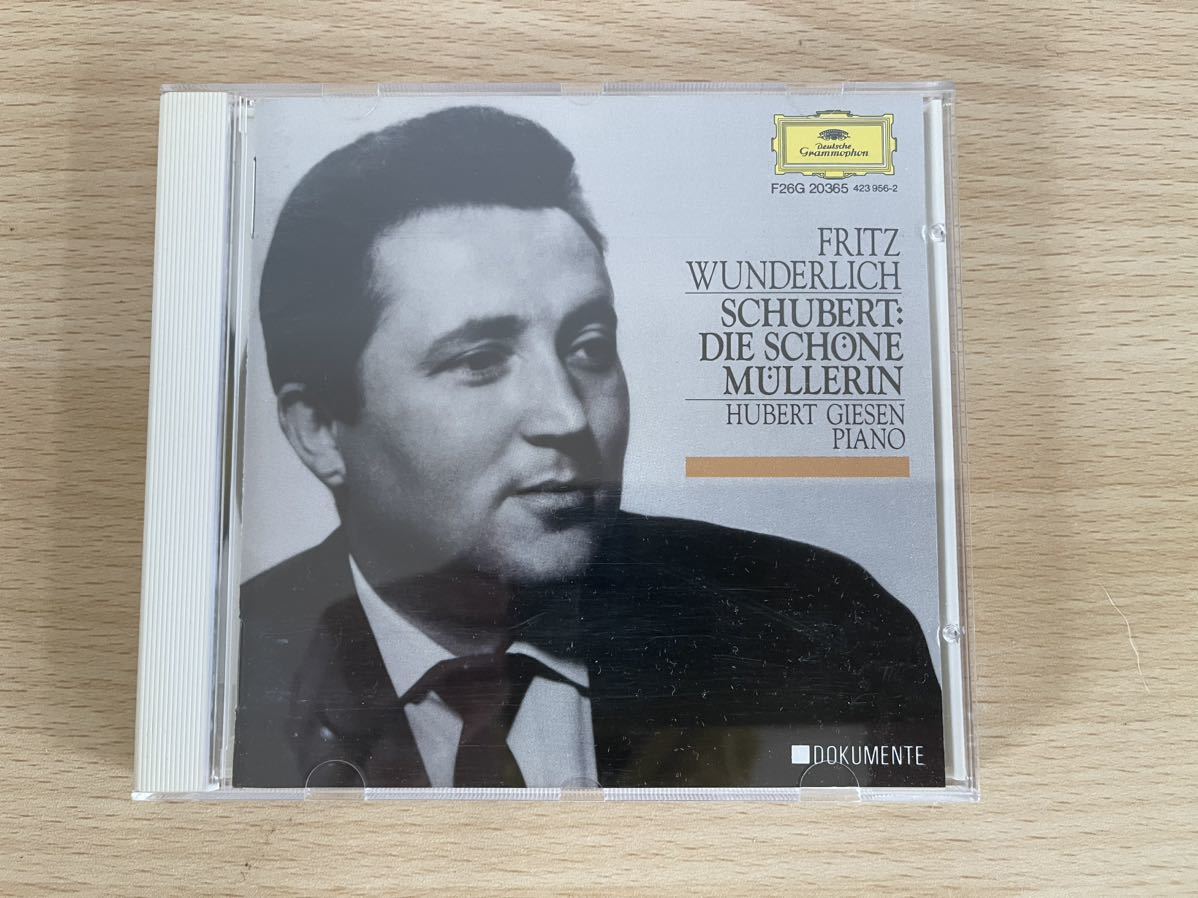 Deutsche
Grammophon
F26G 20365 423 956-2
FRITZ
WUNDERLICH
SCHUBERT:
DIE SCHÖNE
MÜLLERIN
HUBERT GIESEN
PIANO
DOKUMENTE